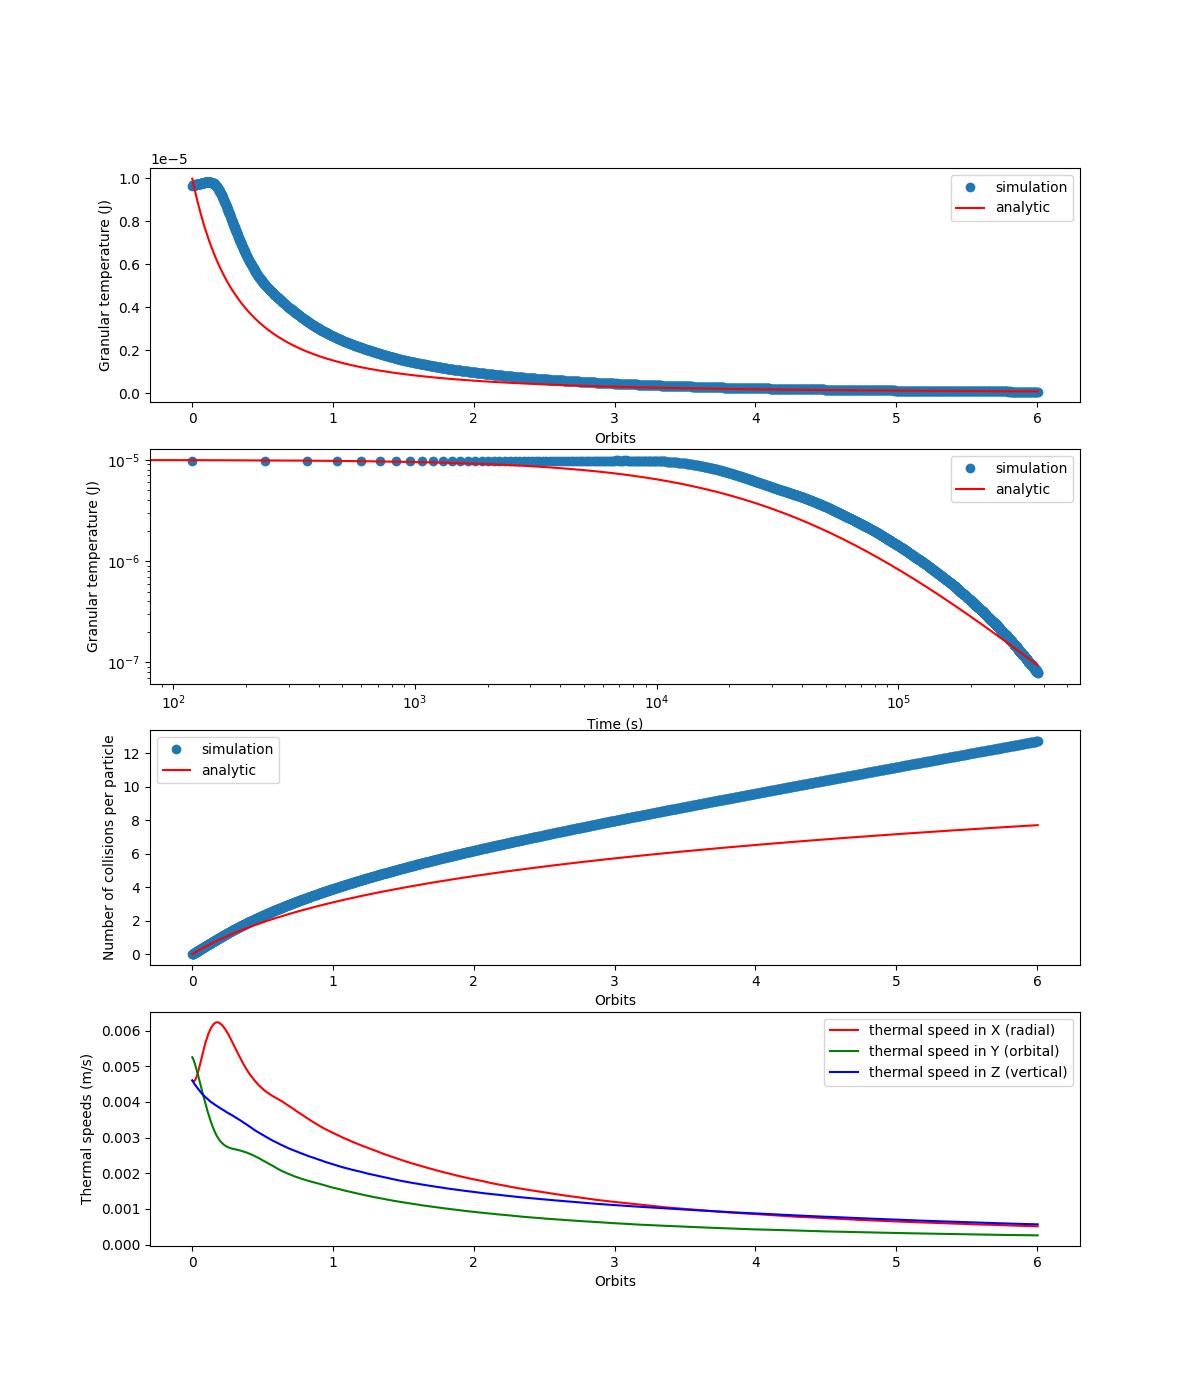 1e−5
Granular temperature (J)
1.0
0.8
0.6
0.4
0.2
0.0
simulation
analytic
0 1 2 3 4 5 6
Orbits
Granular temperature (J)
10⁻⁵
10⁻⁶
10⁻⁷
simulation
analytic
10² 10³ 10⁴ 10⁵
Time (s)
Number of collisions per particle
12
10
8
6
4
2
0
simulation
analytic
0 1 2 3 4 5 6
Orbits
Thermal speeds (m/s)
0.006
0.005
0.004
0.003
0.002
0.001
0.000
thermal speed in X (radial)
thermal speed in Y (orbital)
thermal speed in Z (vertical)
0 1 2 3 4 5 6
Orbits